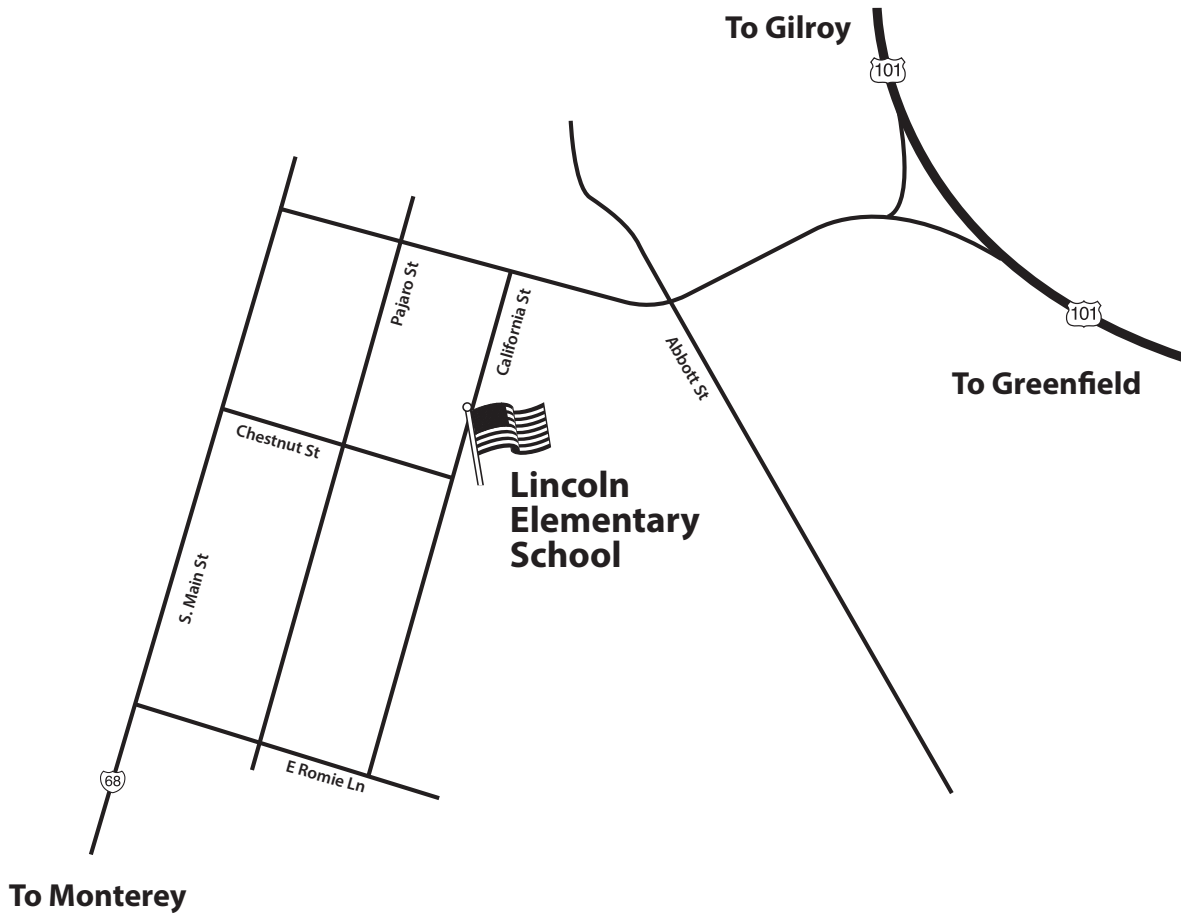 To Gilroy
101
Pajaro St
California St
101
Abbott St
To Greenfield
Chestnut St
Lincoln
Elementary
School
S. Main St
E Romie Ln
68
To Monterey